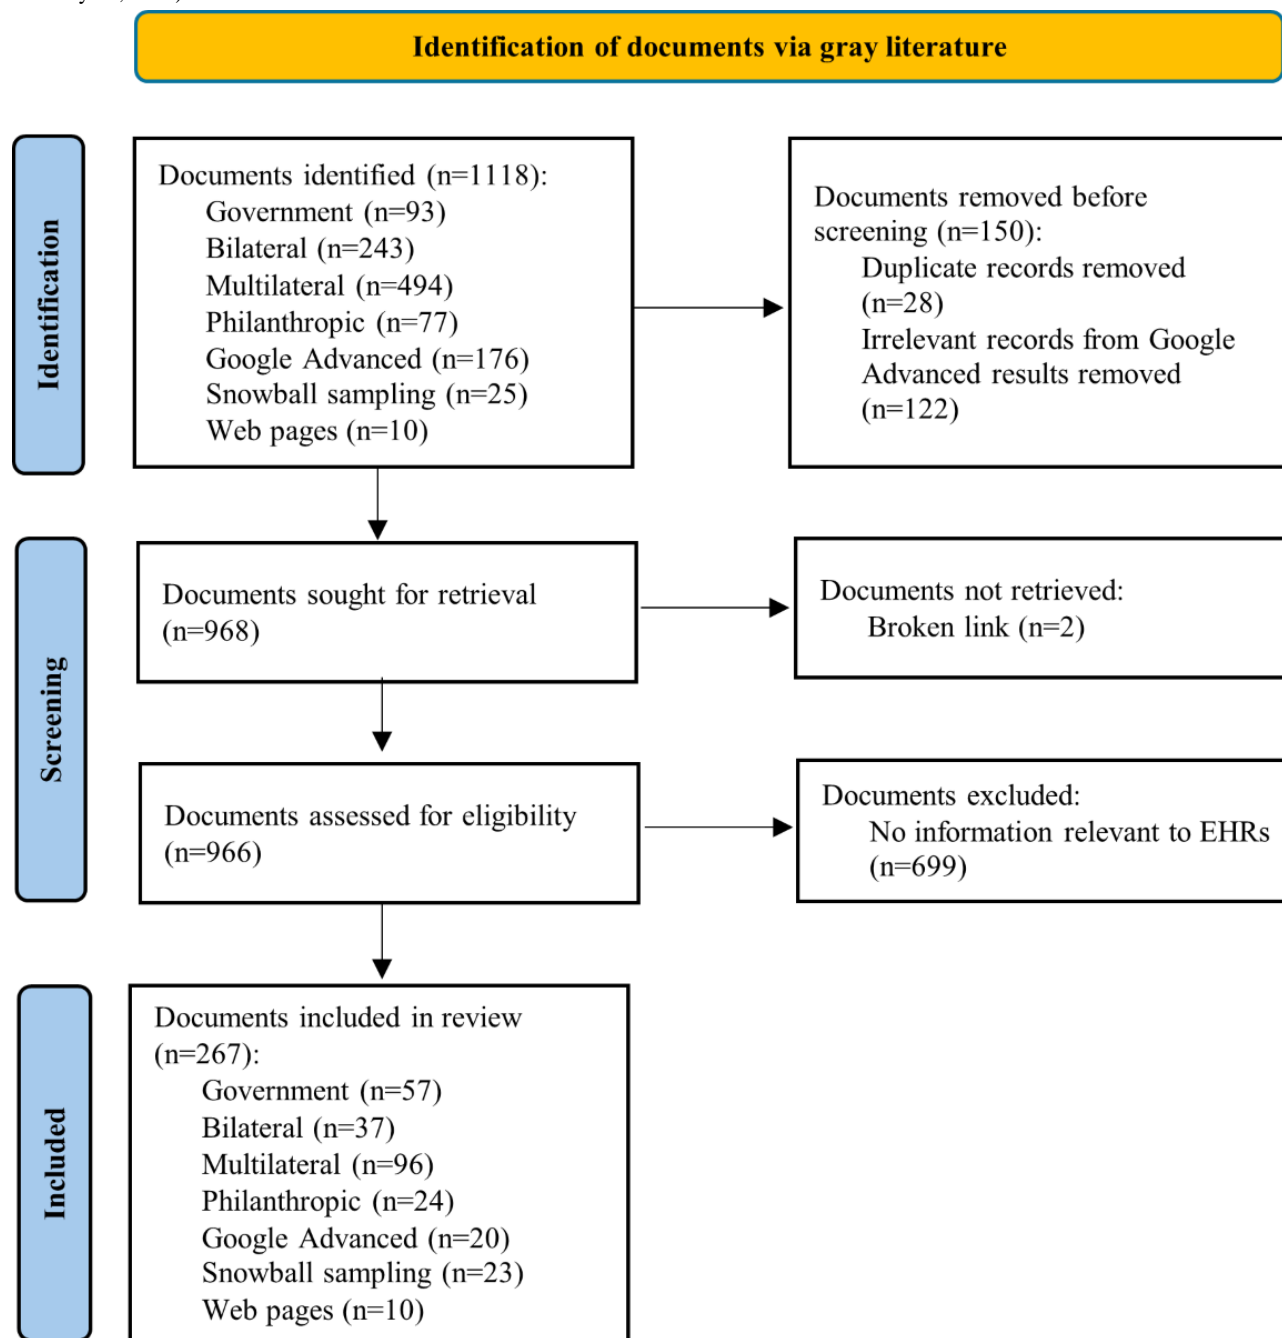 Identification of documents via gray literature
Identification
Documents identified (n=1118):
Government (n=93)
Bilateral (n=243)
Multilateral (n=494)
Philanthropic (n=77)
Google Advanced (n=176)
Snowball sampling (n=25)
Web pages (n=10)
Documents removed before
screening (n=150):
Duplicate records removed
(n=28)
Irrelevant records from Google
Advanced results removed
(n=122)
Screening
Documents sought for retrieval
(n=968)
Documents not retrieved:
Broken link (n=2)
Documents assessed for eligibility
(n=966)
Documents excluded:
No information relevant to EHRs
(n=699)
Included
Documents included in review
(n=267):
Government (n=57)
Bilateral (n=37)
Multilateral (n=96)
Philanthropic (n=24)
Google Advanced (n=20)
Snowball sampling (n=23)
Web pages (n=10)